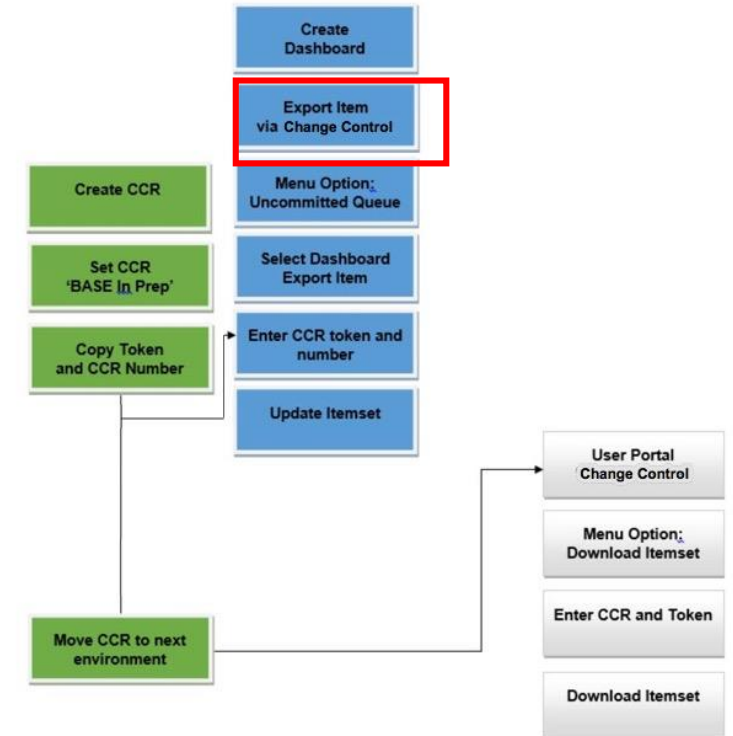 Create
Dashboard
Export Item
via Change Control
Menu Option:
Uncommitted Queue
Select Dashboard
Export Item
Enter CCR token and
number
Update Itemset
Create CCR
Set CCR
‘BASE In Prep’
Copy Token
and CCR Number
Move CCR to next
environment
User Portal
Change Control
Menu Option:
Download Itemset
Enter CCR and Token
Download Itemset